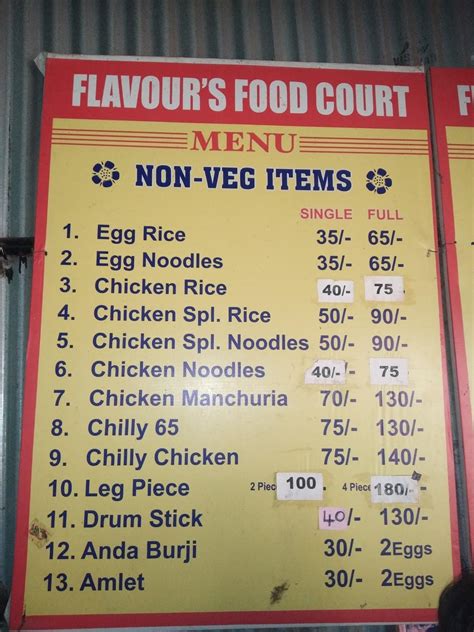 FLAVOUR'S FOOD COURT
MENU
NON-VEG ITEMS
SINGLE FULL
1. Egg Rice 35/- 65/-
2. Egg Noodles 35/- 65/-
3. Chicken Rice 40/- 75
4. Chicken Spl. Rice 50/- 90/-
5. Chicken Spl. Noodles 50/- 90/-
6. Chicken Noodles 40/- 75
7. Chicken Manchuria 70/- 130/-
8. Chilly 65 75/- 130/-
9. Chilly Chicken 75/- 140/-
10. Leg Piece 2 Piec 100 4 Piec 180/-
11. Drum Stick 40/- 130/-
12. Anda Burji 30/- 2Eggs
13. Amlet 30/- 2Eggs